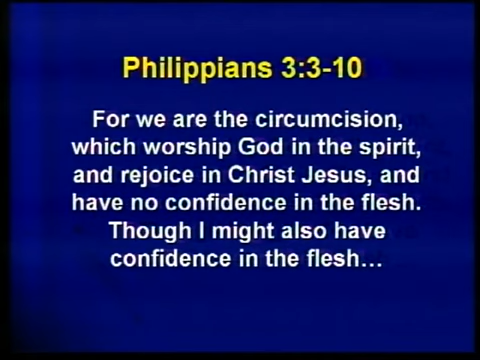 Philippians 3:3-10
For we are the circumcision,
which worship God in the spirit,
and rejoice in Christ Jesus, and
have no confidence in the flesh.
Though I might also have
confidence in the flesh…